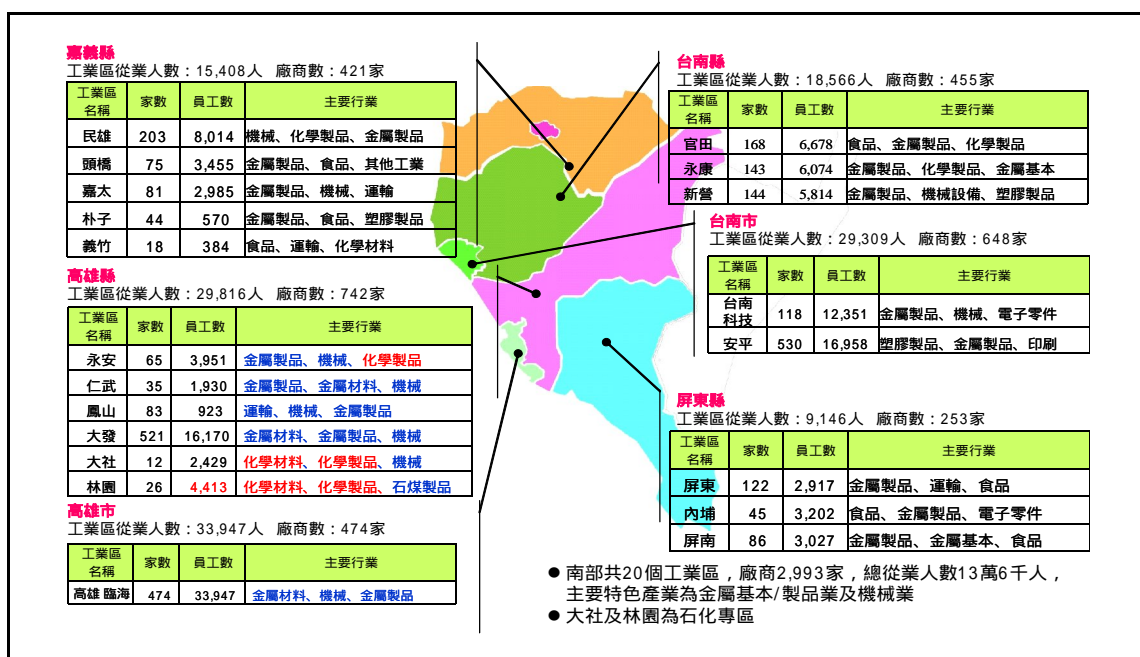 嘉義縣
工業區從業人數：15,408人 廠商數：421家
工業區名稱 家數 員工數 主要行業
民雄 203 8,014 機械、化學製品、金屬製品
頭橋 75 3,455 金屬製品、食品、其他工業
嘉太 81 2,985 金屬製品、機械、運輸
朴子 44 570 金屬製品、食品、塑膠製品
義竹 18 384 食品、運輸、化學材料
高雄縣
工業區從業人數：29,816人 廠商數：742家
工業區名稱 家數 員工數 主要行業
永安 65 3,951 金屬製品、機械、化學製品
仁武 35 1,930 金屬製品、金屬材料、機械
鳳山 83 923 運輸、機械、金屬製品
大發 521 16,170 金屬材料、金屬製品、機械
大社 12 2,429 化學材料、化學製品、機械
林園 26 4,413 化學材料、化學製品、石煤製品
高雄市
工業區從業人數：33,947人 廠商數：474家
工業區名稱 家數 員工數 主要行業
高雄 臨海 474 33,947 金屬材料、機械、金屬製品
台南縣
工業區從業人數：18,566人 廠商數：455家
工業區名稱 家數 員工數 主要行業
官田 168 6,678 食品、金屬製品、化學製品
永康 143 6,074 金屬製品、化學製品、金屬基本
新營 144 5,814 金屬製品、機械設備、塑膠製品
台南市
工業區從業人數：29,309人 廠商數：648家
工業區名稱 家數 員工數 主要行業
台南科技 118 12,351 金屬製品、機械、電子零件
安平 530 16,958 塑膠製品、金屬製品、印刷
屏東縣
工業區從業人數：9,146人 廠商數：253家
工業區名稱 家數 員工數 主要行業
屏東 122 2,917 金屬製品、運輸、食品
內埔 45 3,202 食品、金屬製品、電子零件
屏南 86 3,027 金屬製品、金屬基本、食品
● 南部共20個工業區，廠商2,993家，總從業人數13萬6千人，
主要特色產業為金屬基本/製品業及機械業
● 大社及林園為石化專區